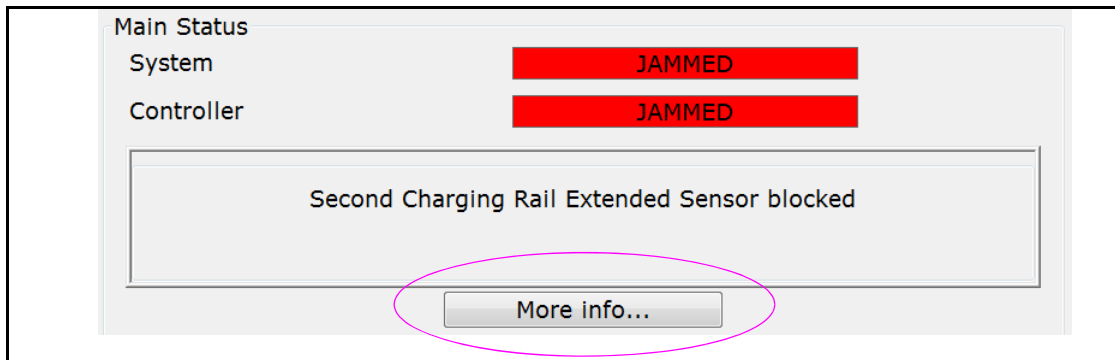 Main Status
System JAMMED
Controller JAMMED
Second Charging Rail Extended Sensor blocked
More info...